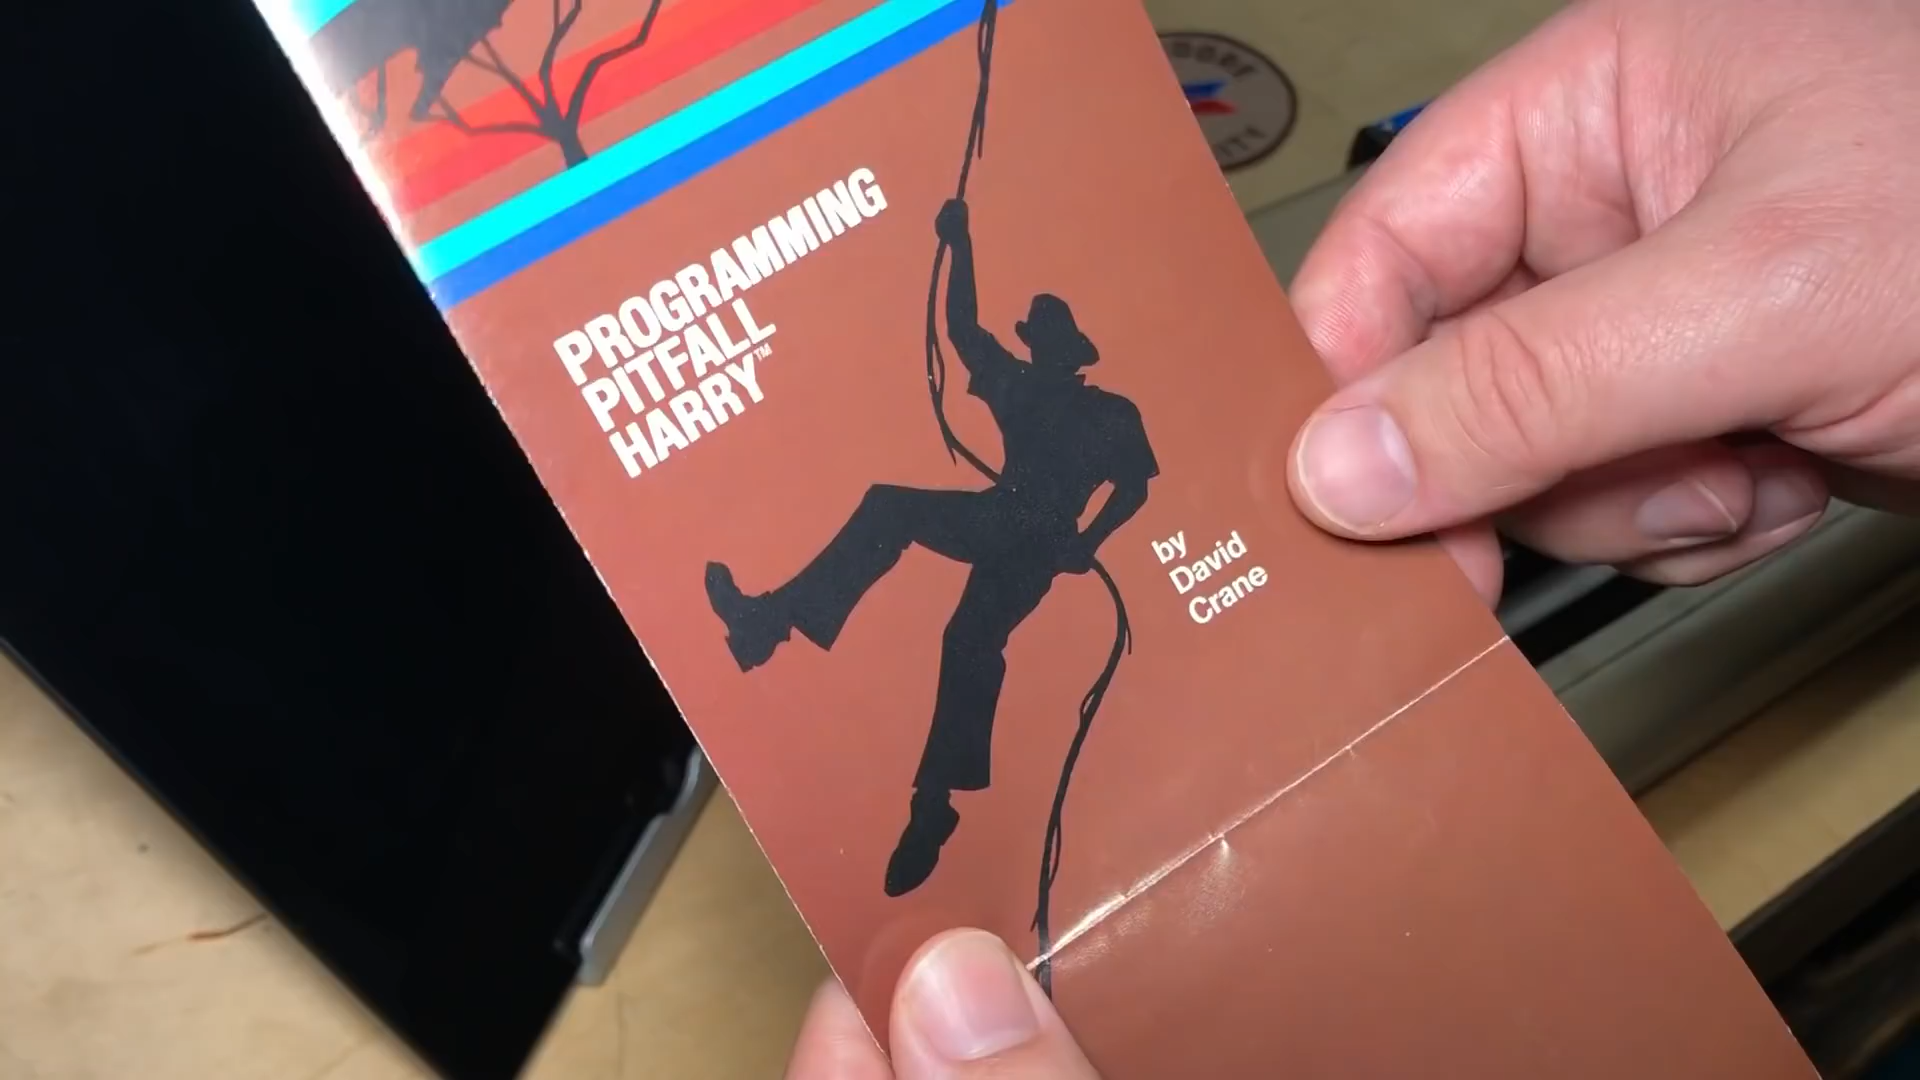 PROGRAMMING
PITFALL
HARRY™
by
David
Crane